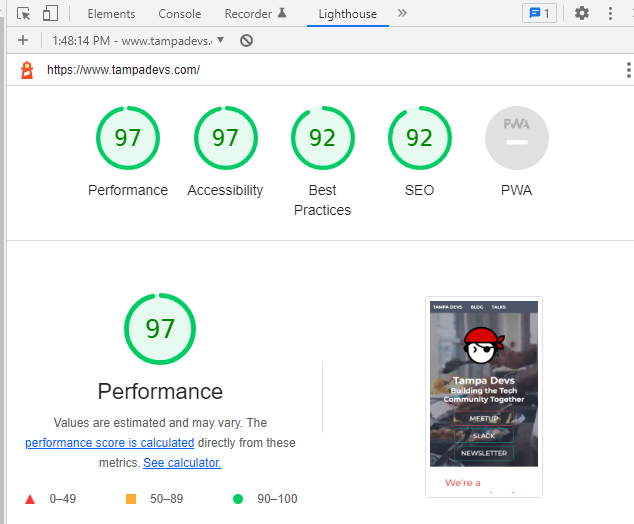 Elements Console Recorder Lighthouse 1
1:48:14 PM - www.tampadevs.
https://www.tampadevs.com/
97 97 92 92 PWA
Performance Accessibility Best Practices SEO PWA
97
Performance
Values are estimated and may vary. The
performance score is calculated directly from these
metrics. See calculator.
0–49 50–89 90–100
TAMPA DEVS BLOG TALKS
Tampa Devs
Building the Tech
Community Together
MEETUP
SLACK
NEWSLETTER
We're a